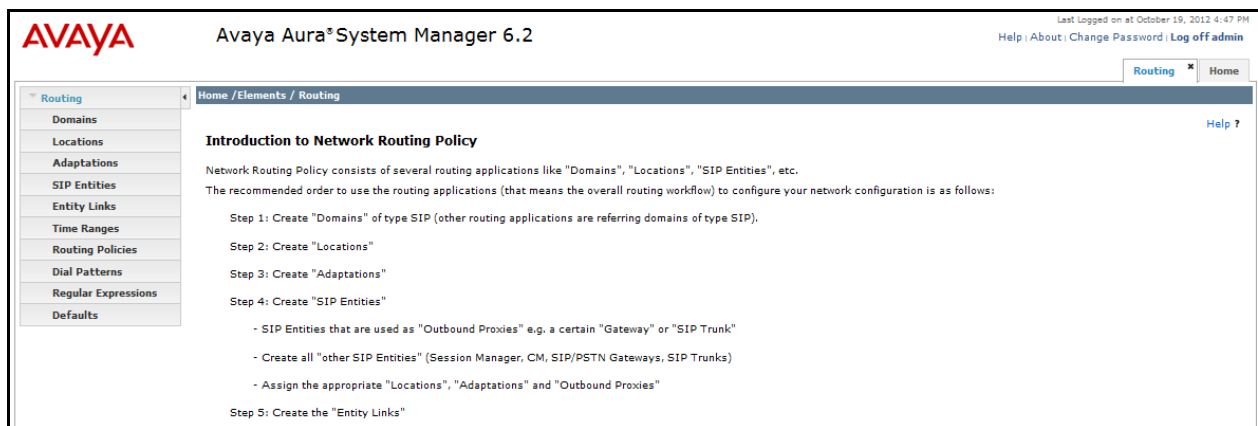 Last Logged on at October 19, 2012 4:47 PM
AVAYA
Avaya Aura® System Manager 6.2
Help | About | Change Password | Log off admin
Routing × Home
Routing
Domains
Locations
Adaptations
SIP Entities
Entity Links
Time Ranges
Routing Policies
Dial Patterns
Regular Expressions
Defaults
Home /Elements / Routing
Help ?
Introduction to Network Routing Policy
Network Routing Policy consists of several routing applications like "Domains", "Locations", "SIP Entities", etc.
The recommended order to use the routing applications (that means the overall routing workflow) to configure your network configuration is as follows:
Step 1: Create "Domains" of type SIP (other routing applications are referring domains of type SIP).
Step 2: Create "Locations"
Step 3: Create "Adaptations"
Step 4: Create "SIP Entities"
- SIP Entities that are used as "Outbound Proxies" e.g. a certain "Gateway" or "SIP Trunk"
- Create all "other SIP Entities" (Session Manager, CM, SIP/PSTN Gateways, SIP Trunks)
- Assign the appropriate "Locations", "Adaptations" and "Outbound Proxies"
Step 5: Create the "Entity Links"